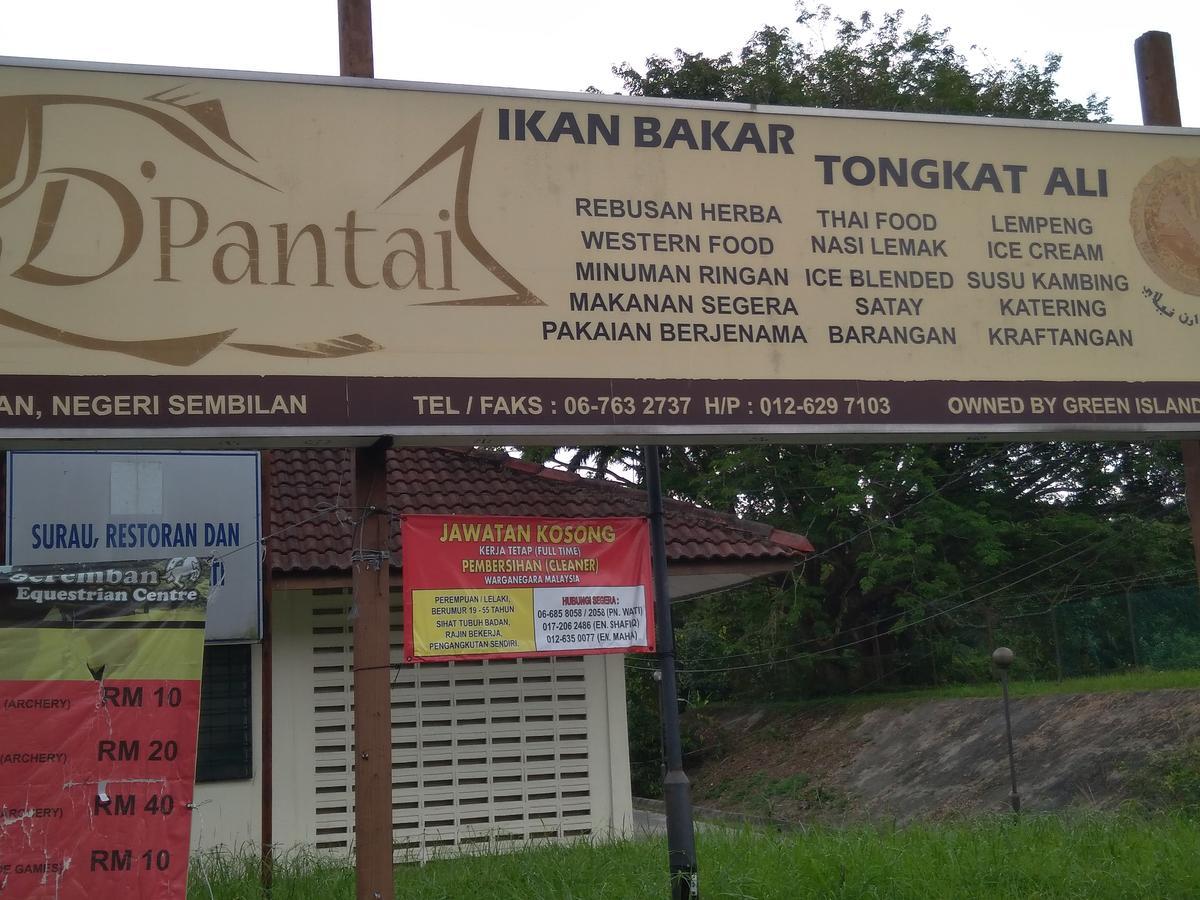 D'Pantai
IKAN BAKAR
TONGKAT ALI
REBUSAN HERBA
WESTERN FOOD
MINUMAN RINGAN
MAKANAN SEGERA
PAKAIAN BERJENAMA
THAI FOOD
NASI LEMAK
ICE BLENDED
SATAY
BARANGAN
LEMPENG
ICE CREAM
SUSU KAMBING
KATERING
KRAFTANGAN
AN, NEGERI SEMBILAN
TEL / FAKS : 06-763 2737 H/P : 012-629 7103
OWNED BY GREEN ISLAND
SURAU, RESTORAN DAN
Seremban
Equestrian Centre
(ARCHERY) RM 10
(ARCHERY) RM 20
RM 40
GAMES) RM 10
JAWATAN KOSONG
KERJA TETAP (FULL TIME)
PEMBERSIHAN (CLEANER)
WARGANEGARA MALAYSIA
PEREMPUAN / LELAKI,
BERUMUR 19 - 55 TAHUN
SIHAT TUBUH BADAN,
RAJIN BEKERJA,
PENGANGKUTAN SENDIRI.
HUBUNGI SEGERA :
06-685 8058 / 2058 (PN. WATI)
017-206 2486 (EN. SHAFIQ)
012-635 0077 (EN. MAHA)